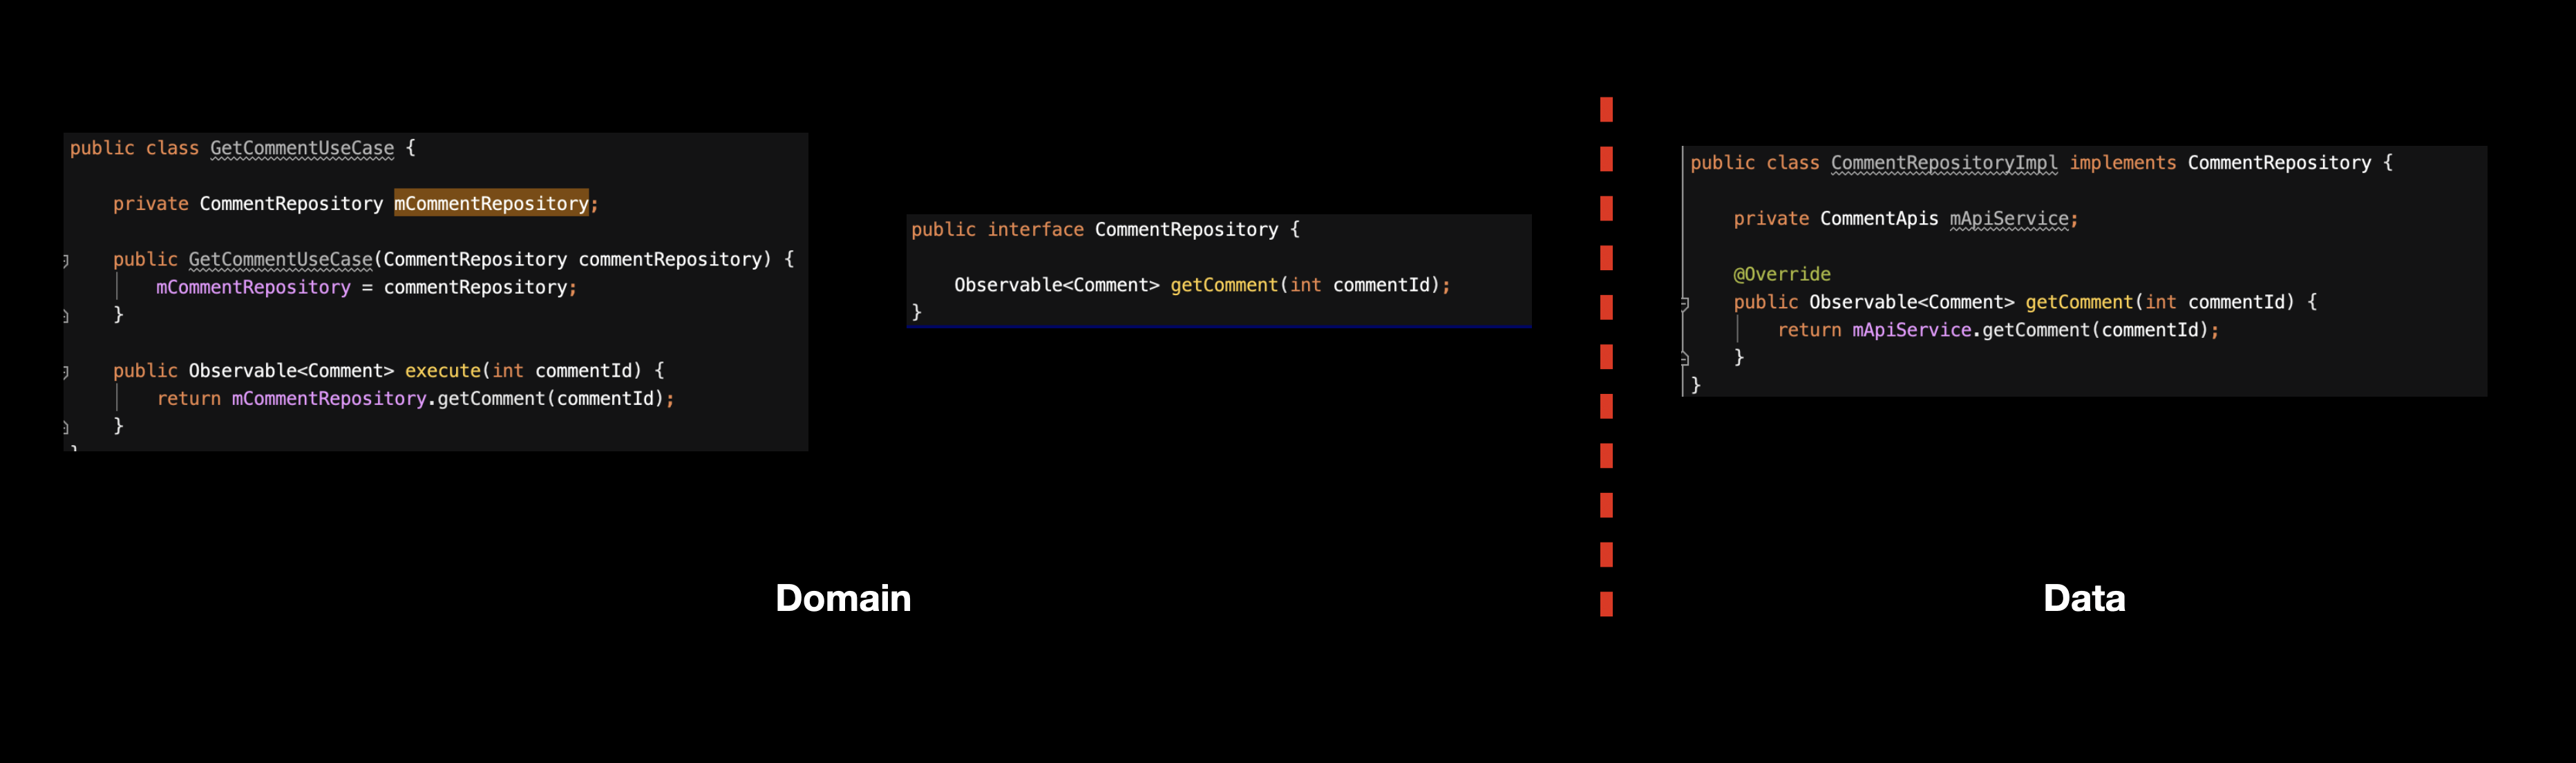 public class GetCommentUseCase {
private CommentRepository mCommentRepository;
public GetCommentUseCase(CommentRepository commentRepository) {
mCommentRepository = commentRepository;
}
public Observable<Comment> execute(int commentId) {
return mCommentRepository.getComment(commentId);
}
}
public interface CommentRepository {
Observable<Comment> getComment(int commentId);
}
public class CommentRepositoryImpl implements CommentRepository {
private CommentApis mApiService;
@Override
public Observable<Comment> getComment(int commentId) {
return mApiService.getComment(commentId);
}
}
Domain
Data